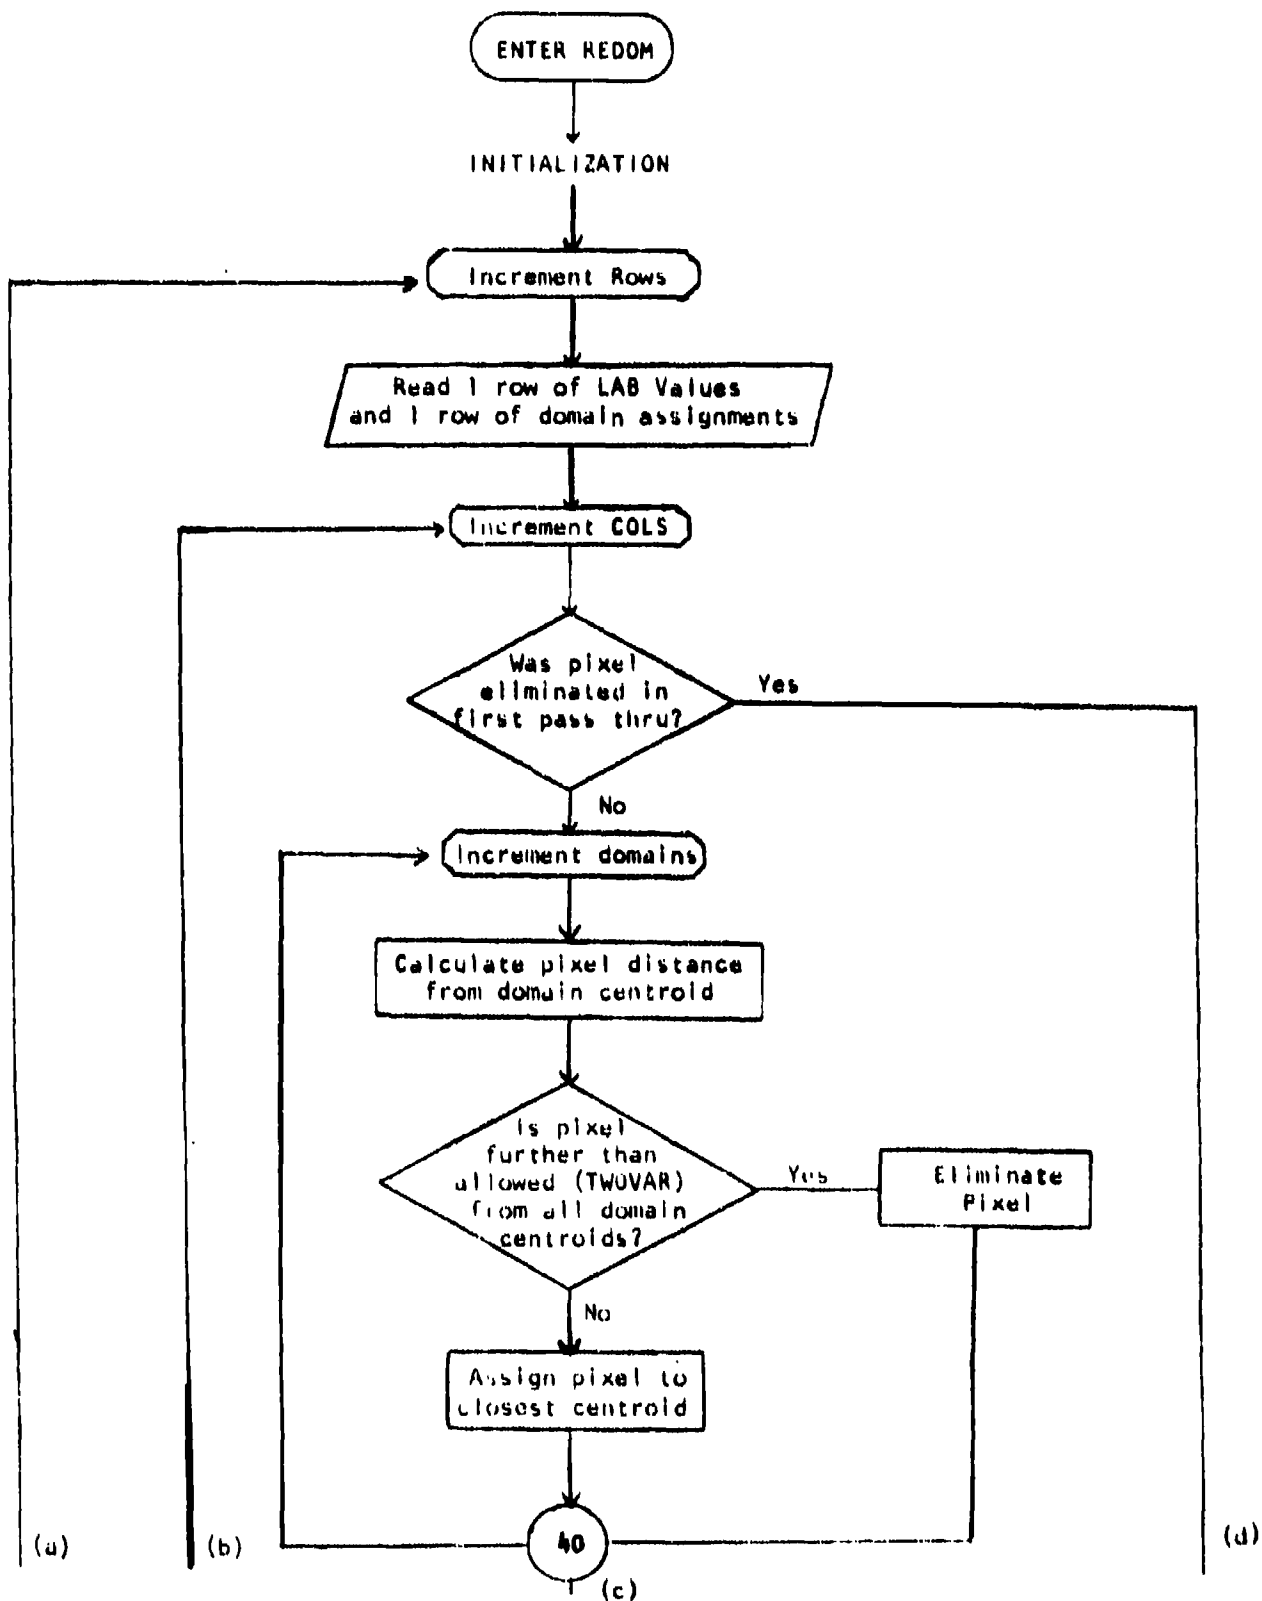 ENTER REDOM
INITIALIZATION
Increment Rows
Read 1 row of LAB Values
and 1 row of domain assignments
Increment COLS
Was pixel
eliminated in
first pass thru?
Yes
No
Increment domains
Calculate pixel distance
from domain centroid
Is pixel
further than
allowed (TWOVAR)
from all domain
centroids?
Yes
Eliminate
Pixel
No
Assign pixel to
closest centroid
40
(a)
(b)
(c)
(d)